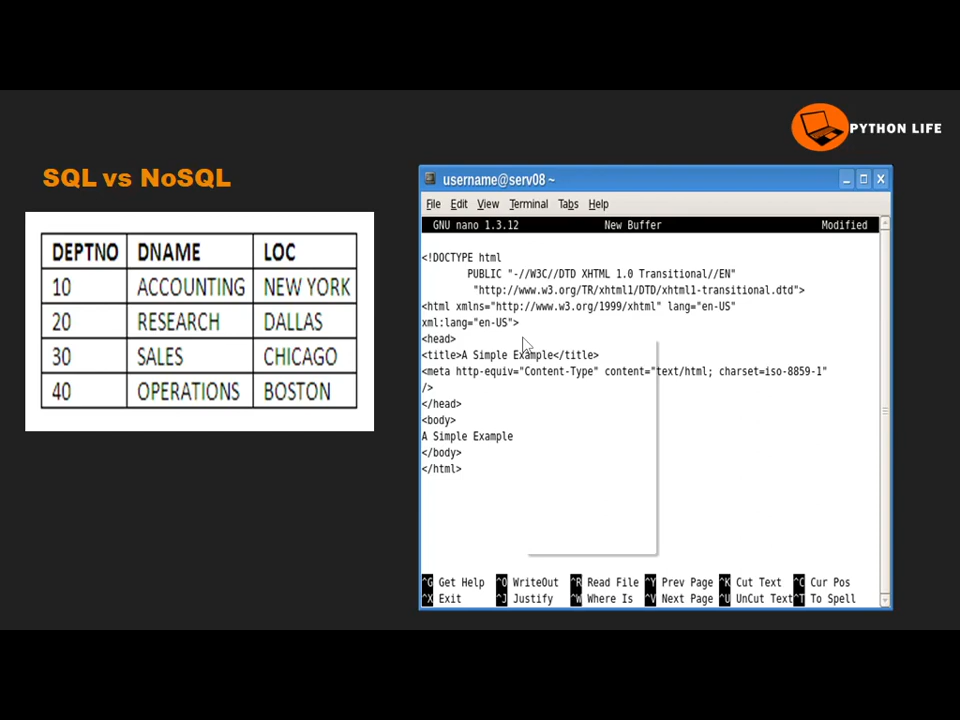 PYTHON LIFE
SQL vs NoSQL
DEPTNO DNAME LOC
10 ACCOUNTING NEW YORK
20 RESEARCH DALLAS
30 SALES CHICAGO
40 OPERATIONS BOSTON
username@serv08 ~
File Edit View Terminal Tabs Help
GNU nano 1.3.12 New Buffer Modified
<!DOCTYPE html
PUBLIC "-//W3C//DTD XHTML 1.0 Transitional//EN"
"http://www.w3.org/TR/xhtml1/DTD/xhtml1-transitional.dtd">
<html xmlns="http://www.w3.org/1999/xhtml" lang="en-US"
xml:lang="en-US">
<head>
<title>A Simple Example</title>
<meta http-equiv="Content-Type" content="text/html; charset=iso-8859-1"
/>
</head>
<body>
A Simple Example
</body>
</html>
^G Get Help ^O WriteOut ^R Read File ^Y Prev Page ^K Cut Text ^C Cur Pos
^X Exit ^J Justify ^W Where Is ^V Next Page ^U UnCut Text ^T To Spell